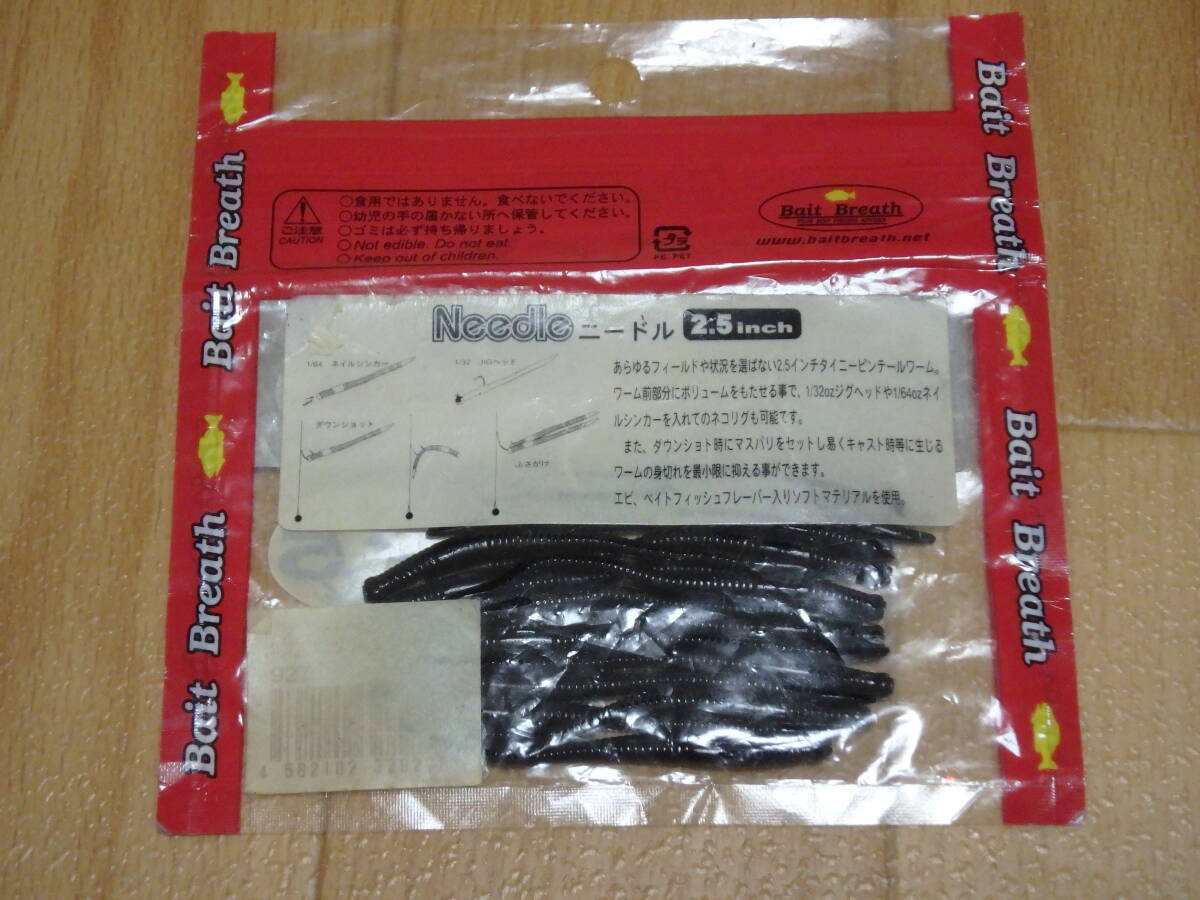 Bait Breath
Bait Breath
Bait Breath
Bait Breath
ご注意
CAUTION
○食用ではありません。食べないでください。
○幼児の手の届かない所へ保管してください。
○ゴミは必ず持ち帰りましょう。
○Not edible. Do not eat.
○Keep out of children.
プラ
PE, PET
Bait Breath
www.baitbreath.net
Needle ニードル 2.5 inch
1/64 ネイルシンカー
1/32 JIGヘッド
ダウンショット
ふさがけ
あらゆるフィールドや状況を選ばない2.5インチタイニーピンテールワーム。
ワーム前部分にボリュームをもたせる事で、1/32ozジグヘッドや1/64ozネイ
ルシンカーを入れてのネコリグも可能です。
また、ダウンショト時にマスバリをセットし易くキャスト時等に生じる
ワームの身切れを最小限に抑える事ができます。
エビ、ベイトフィッシュフレーバー入りソフトマテリアルを使用。
92
4 582102